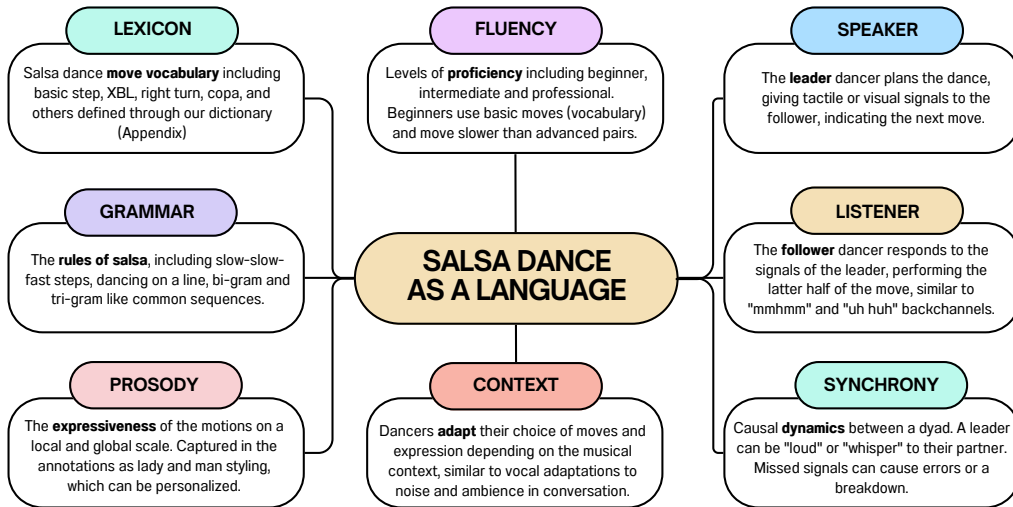 LEXICON
Salsa dance move vocabulary including
basic step, XBL, right turn, copa, and
others defined through our dictionary
(Appendix)
FLUENCY
Levels of proficiency including beginner,
intermediate and professional.
Beginners use basic moves (vocabulary)
and move slower than advanced pairs.
SPEAKER
The leader dancer plans the dance,
giving tactile or visual signals to the
follower, indicating the next move.
GRAMMAR
The rules of salsa, including slow-slow-
fast steps, dancing on a line, bi-gram and
tri-gram like common sequences.
SALSA DANCE
AS A LANGUAGE
LISTENER
The follower dancer responds to the
signals of the leader, performing the
latter half of the move, similar to
"mmhmm" and "uh huh" backchannels.
PROSODY
The expressiveness of the motions on a
local and global scale. Captured in the
annotations as lady and man styling,
which can be personalized.
CONTEXT
Dancers adapt their choice of moves and
expression depending on the musical
context, similar to vocal adaptations to
noise and ambience in conversation.
SYNCHRONY
Causal dynamics between a dyad. A leader
can be "loud" or "whisper" to their partner.
Missed signals can cause errors or a
breakdown.